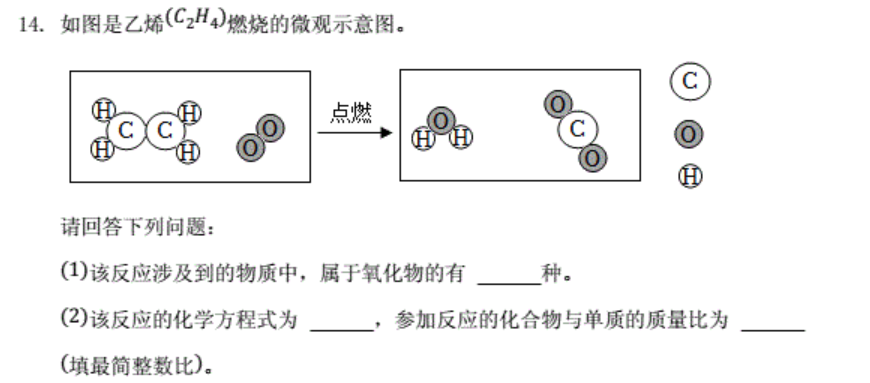 14. 如图是乙烯(C₂H₄)燃烧的微观示意图。
H H C C H H O O 点燃 O H H O C O C O H
请回答下列问题：
(1)该反应涉及到的物质中，属于氧化物的有 ______种。
(2)该反应的化学方程式为 ______，参加反应的化合物与单质的质量比为 ______
(填最简整数比)。